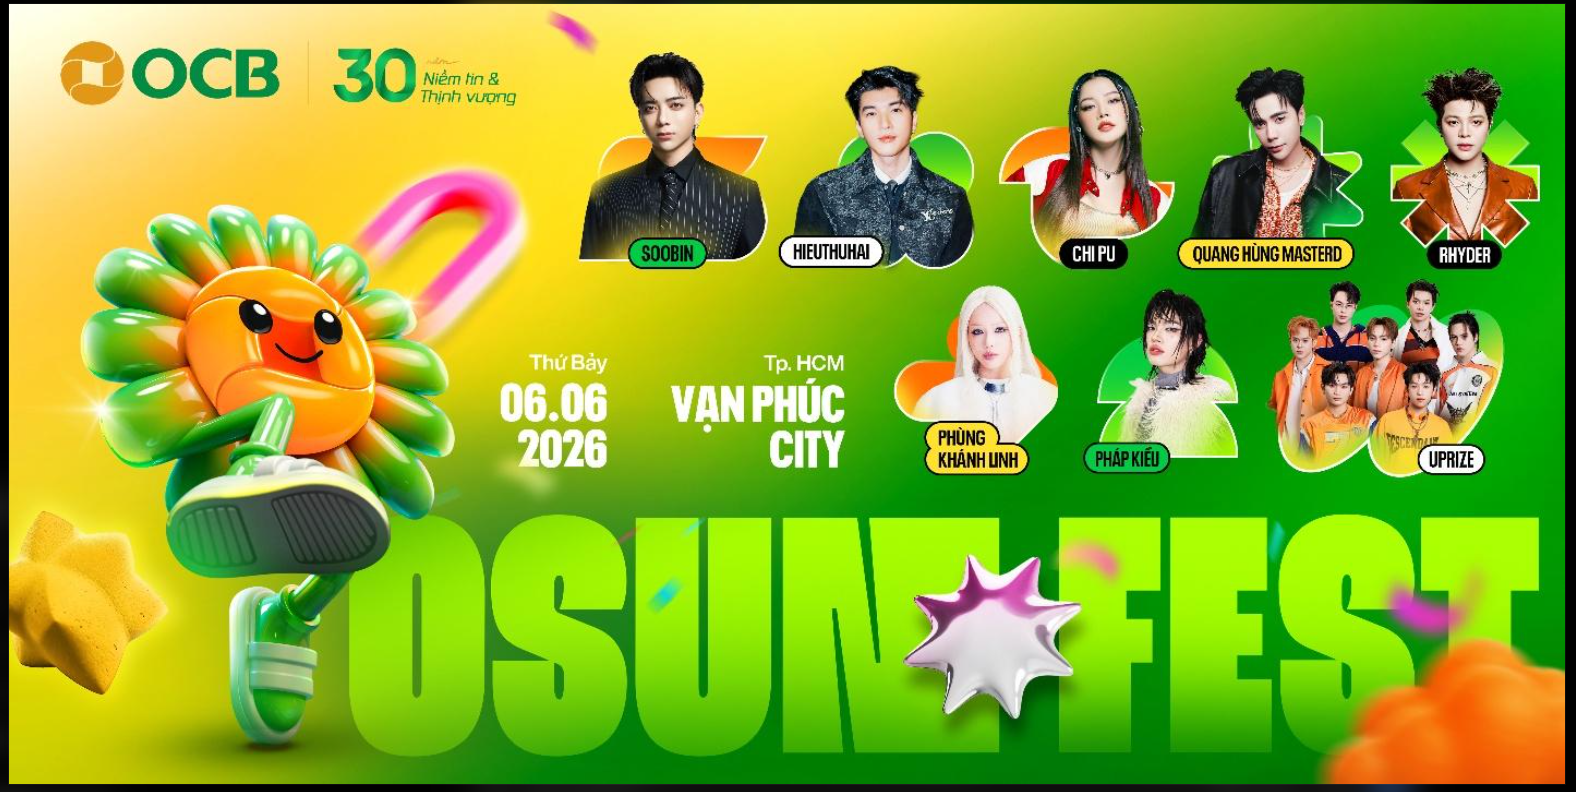 OCB
30 năm
Niềm tin &
Thịnh vượng
SOOBIN
HIEUTHUHAI
CHI PU
QUANG HÙNG MASTERD
RHYDER
Thứ Bảy
06.06
2026
Tp. HCM
VẠN PHÚC
CITY
PHÙNG
KHÁNH LINH
PHÁP KIỀU
UPRIZE
OSUN FEST